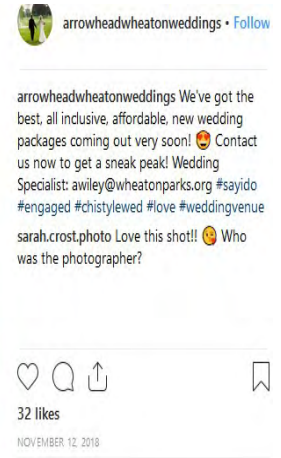 arrowheadwheatonweddings • Follow
arrowheadwheatonweddings We've got the
best, all inclusive, affordable, new wedding
packages coming out very soon! 😍 Contact
us now to get a sneak peak! Wedding
Specialist: awiley@wheatonparks.org #sayido
#engaged #chistylewed #love #weddingvenue
sarah.crost.photo Love this shot!! 😘 Who
was the photographer?
32 likes
NOVEMBER 12, 2018